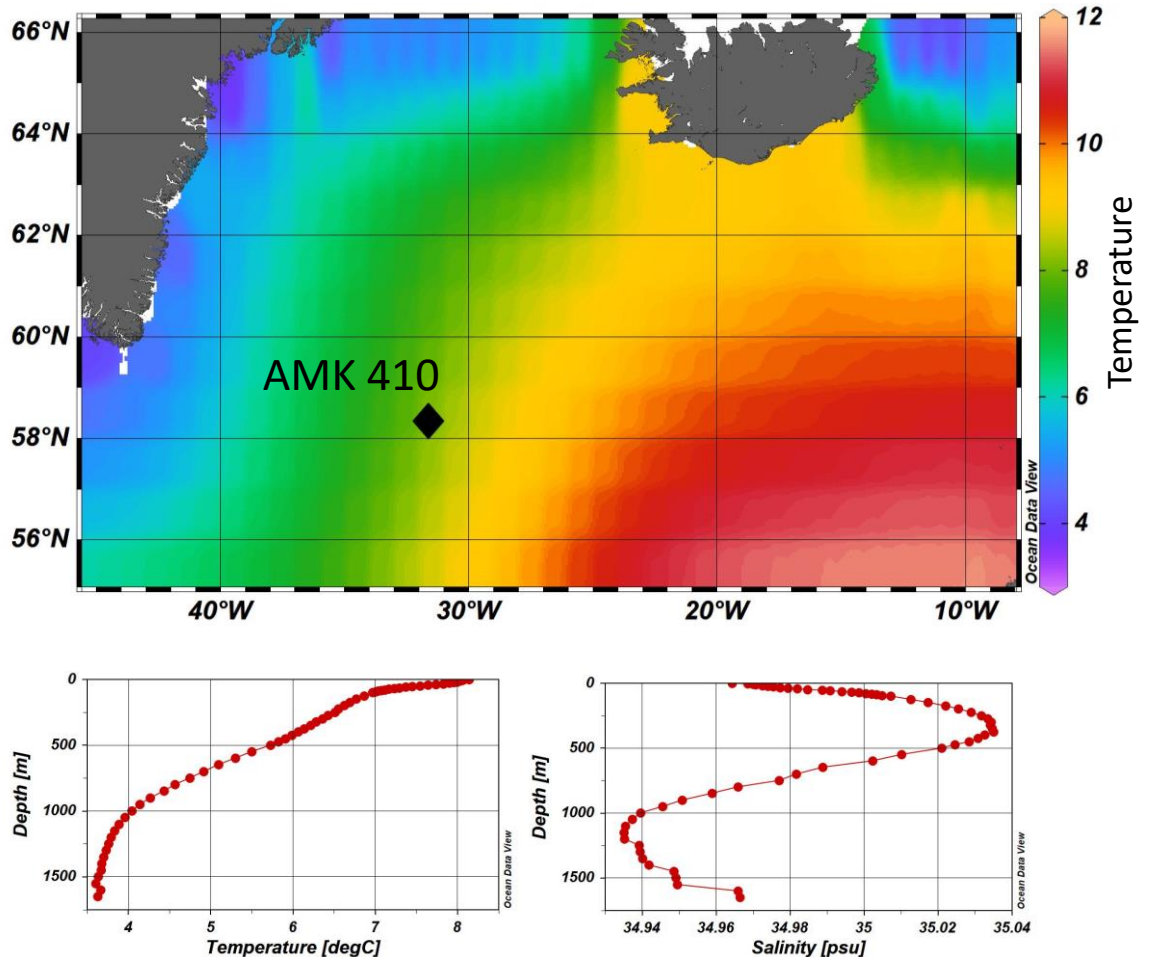 66°N
64°N
62°N
60°N
58°N
56°N
AMK 410
40°W
30°W
20°W
10°W
Ocean Data View
12
10
8
6
4
Temperature
0
500
1000
1500
Depth [m]
4
5
6
7
8
Temperature [degC]
Ocean Data View
0
500
1000
1500
Depth [m]
34.94
34.96
34.98
35
35.02
35.04
Salinity [psu]
Ocean Data View